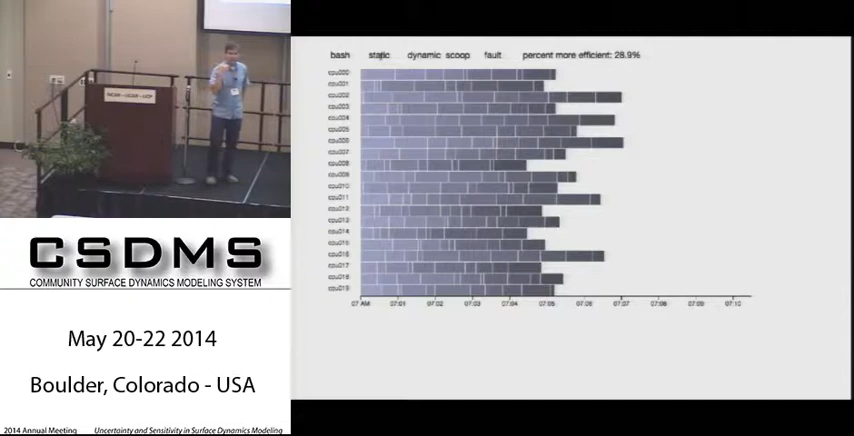 NCAR - UCAR - UCP
CSDMS
COMMUNITY SURFACE DYNAMICS MODELING SYSTEM
May 20-22 2014
Boulder, Colorado - USA
2014 Annual Meeting Uncertainty and Sensitivity in Surface Dynamics Modeling
bash static dynamic scoop fault percent more efficient: 28.9%
cpu000
cpu001
cpu002
cpu003
cpu004
cpu005
cpu006
cpu007
cpu008
cpu009
cpu010
cpu011
cpu012
cpu013
cpu014
cpu015
cpu016
cpu017
cpu018
cpu019
07 AM 07:01 07:02 07:03 07:04 07:05 07:06 07:07 07:08 07:09 07:10